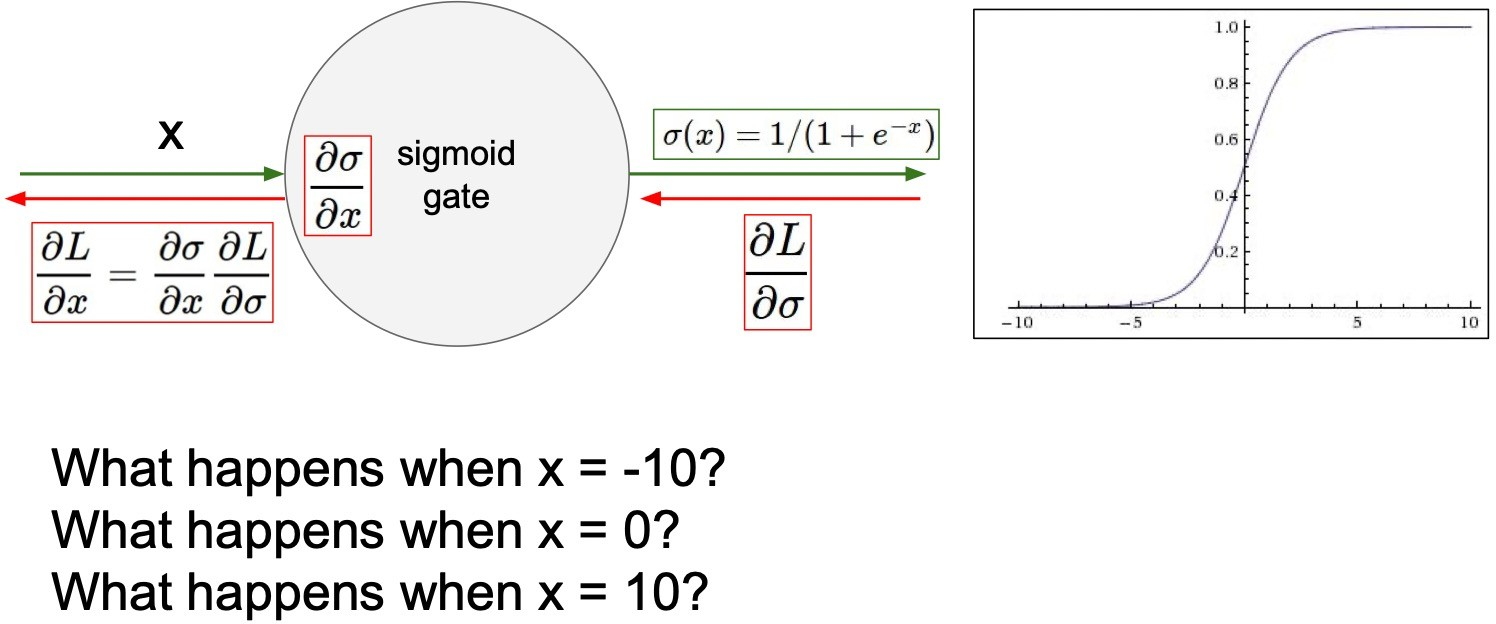 x
∂σ/∂x
sigmoid
gate
σ(x) = 1/(1 + e⁻ˣ)
∂L/∂x = ∂σ/∂x ∂L/∂σ
∂L/∂σ
1.0
0.8
0.6
0.4
0.2
−10 −5 5 10
What happens when x = -10?
What happens when x = 0?
What happens when x = 10?